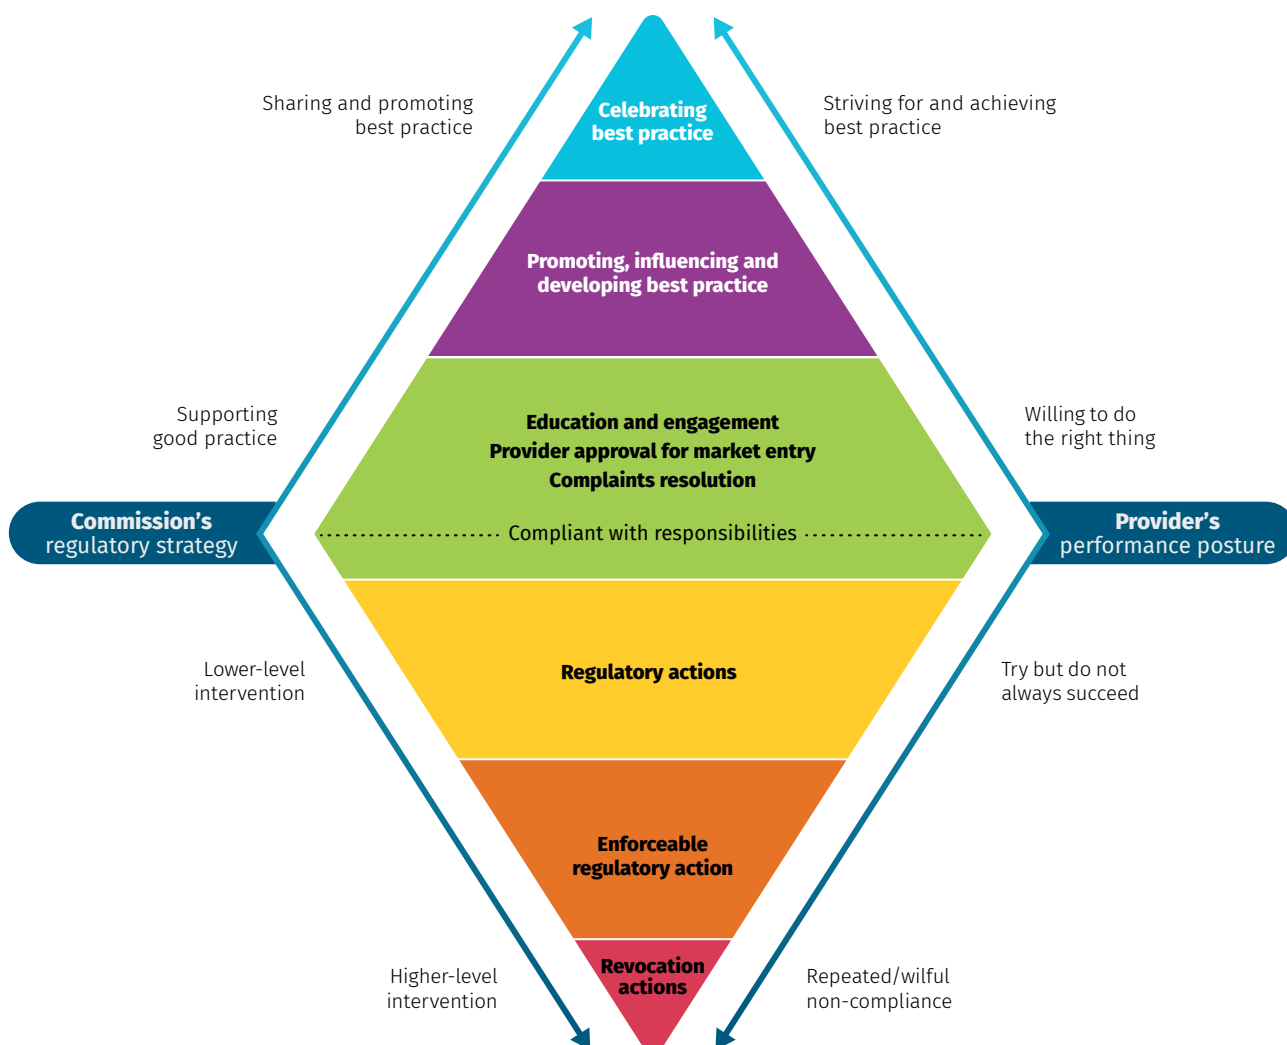 Sharing and promoting
best practice
Celebrating
best practice
Striving for and achieving
best practice
Promoting, influencing and
developing best practice
Supporting
good practice
Education and engagement
Provider approval for market entry
Complaints resolution
Willing to do
the right thing
Commission's
regulatory strategy
Compliant with responsibilities
Provider's
performance posture
Lower-level
intervention
Regulatory actions
Try but do not
always succeed
Enforceable
regulatory action
Higher-level
intervention
Revocation
actions
Repeated/wilful
non-compliance